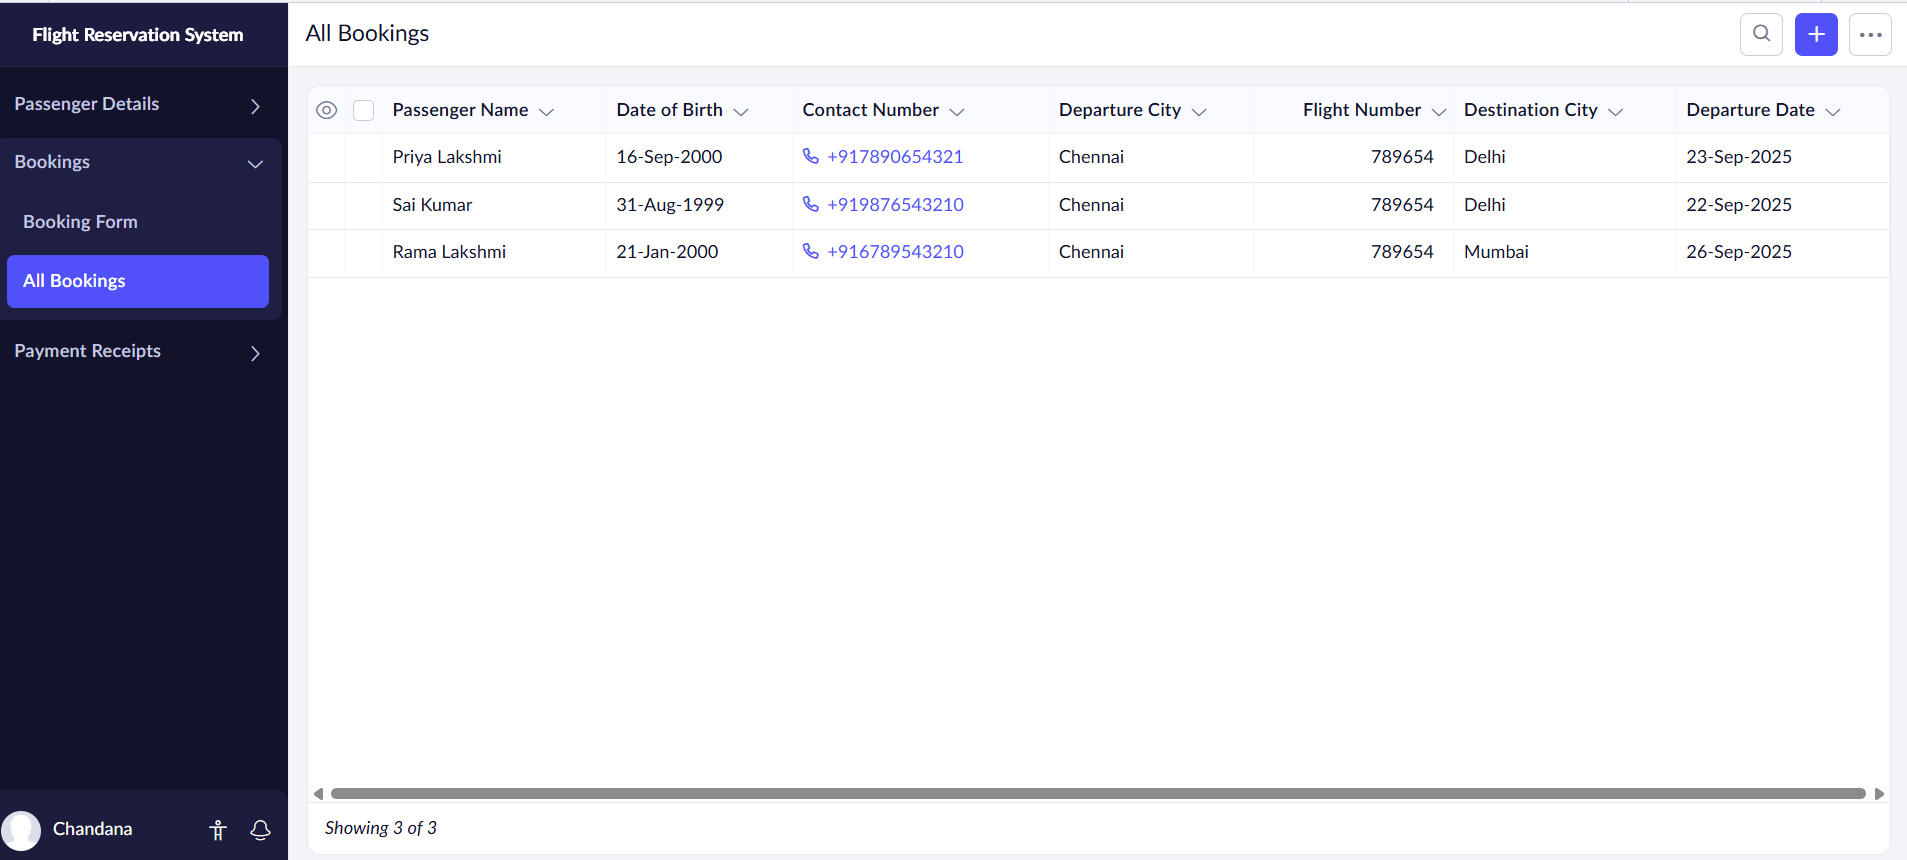 Flight Reservation System
All Bookings
Passenger Details
Bookings
Booking Form
All Bookings
Payment Receipts
Chandana
Passenger Name Date of Birth Contact Number Departure City Flight Number Destination City Departure Date
Priya Lakshmi 16-Sep-2000 +917890654321 Chennai 789654 Delhi 23-Sep-2025
Sai Kumar 31-Aug-1999 +919876543210 Chennai 789654 Delhi 22-Sep-2025
Rama Lakshmi 21-Jan-2000 +916789543210 Chennai 789654 Mumbai 26-Sep-2025
Showing 3 of 3